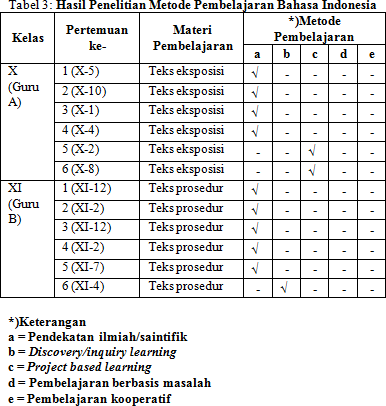 Tabel 3: Hasil Penelitian Metode Pembelajaran Bahasa Indonesia
Kelas Pertemuan ke- Materi Pembelajaran *)Metode Pembelajaran
a b c d e
X (Guru A) 1 (X-5) Teks eksposisi √ - - - -
2 (X-10) Teks eksposisi √ - - - -
3 (X-1) Teks eksposisi √ - - - -
4 (X-4) Teks eksposisi √ - - - -
5 (X-2) Teks eksposisi - - √ - -
6 (X-8) Teks eksposisi - - √ - -
XI (Guru B) 1 (XI-12) Teks prosedur √ - - - -
2 (XI-2) Teks prosedur √ - - - -
3 (XI-12) Teks prosedur √ - - - -
4 (XI-2) Teks prosedur √ - - - -
5 (XI-7) Teks prosedur √ - - - -
6 (XI-4) Teks prosedur - √ - - -
*)Keterangan
a = Pendekatan ilmiah/saintifik
b = Discovery/inquiry learning
c = Project based learning
d = Pembelajaran berbasis masalah
e = Pembelajaran kooperatif